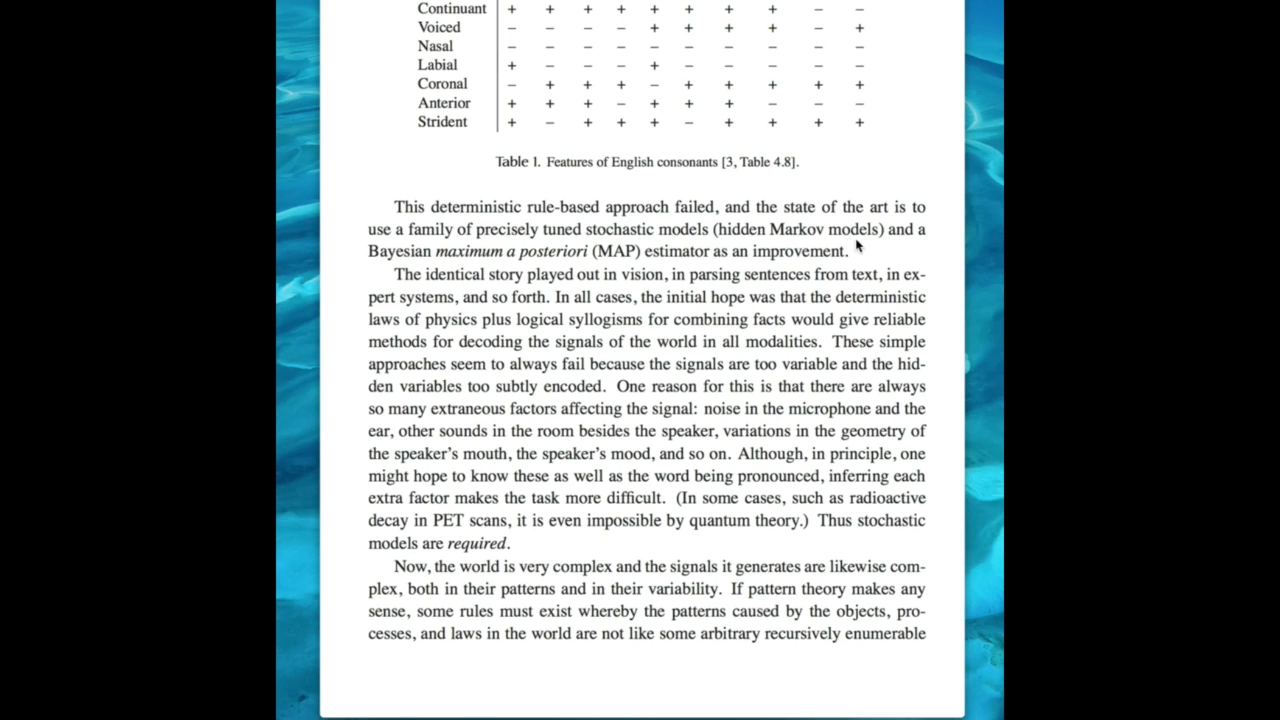 Continuant + + + + + + + + – –
Voiced – – – – + + + + – +
Nasal – – – – – – – – – –
Labial + – – – + – – – – –
Coronal – + + + – + + + + +
Anterior + + + – + + + – – –
Strident + – + + + – + + + +
Table 1. Features of English consonants [3, Table 4.8].
This deterministic rule-based approach failed, and the state of the art is to
use a family of precisely tuned stochastic models (hidden Markov models) and a
Bayesian maximum a posteriori (MAP) estimator as an improvement.
The identical story played out in vision, in parsing sentences from text, in ex-
pert systems, and so forth. In all cases, the initial hope was that the deterministic
laws of physics plus logical syllogisms for combining facts would give reliable
methods for decoding the signals of the world in all modalities. These simple
approaches seem to always fail because the signals are too variable and the hid-
den variables too subtly encoded. One reason for this is that there are always
so many extraneous factors affecting the signal: noise in the microphone and the
ear, other sounds in the room besides the speaker, variations in the geometry of
the speaker's mouth, the speaker's mood, and so on. Although, in principle, one
might hope to know these as well as the word being pronounced, inferring each
extra factor makes the task more difficult. (In some cases, such as radioactive
decay in PET scans, it is even impossible by quantum theory.) Thus stochastic
models are required.
Now, the world is very complex and the signals it generates are likewise com-
plex, both in their patterns and in their variability. If pattern theory makes any
sense, some rules must exist whereby the patterns caused by the objects, pro-
cesses, and laws in the world are not like some arbitrary recursively enumerable